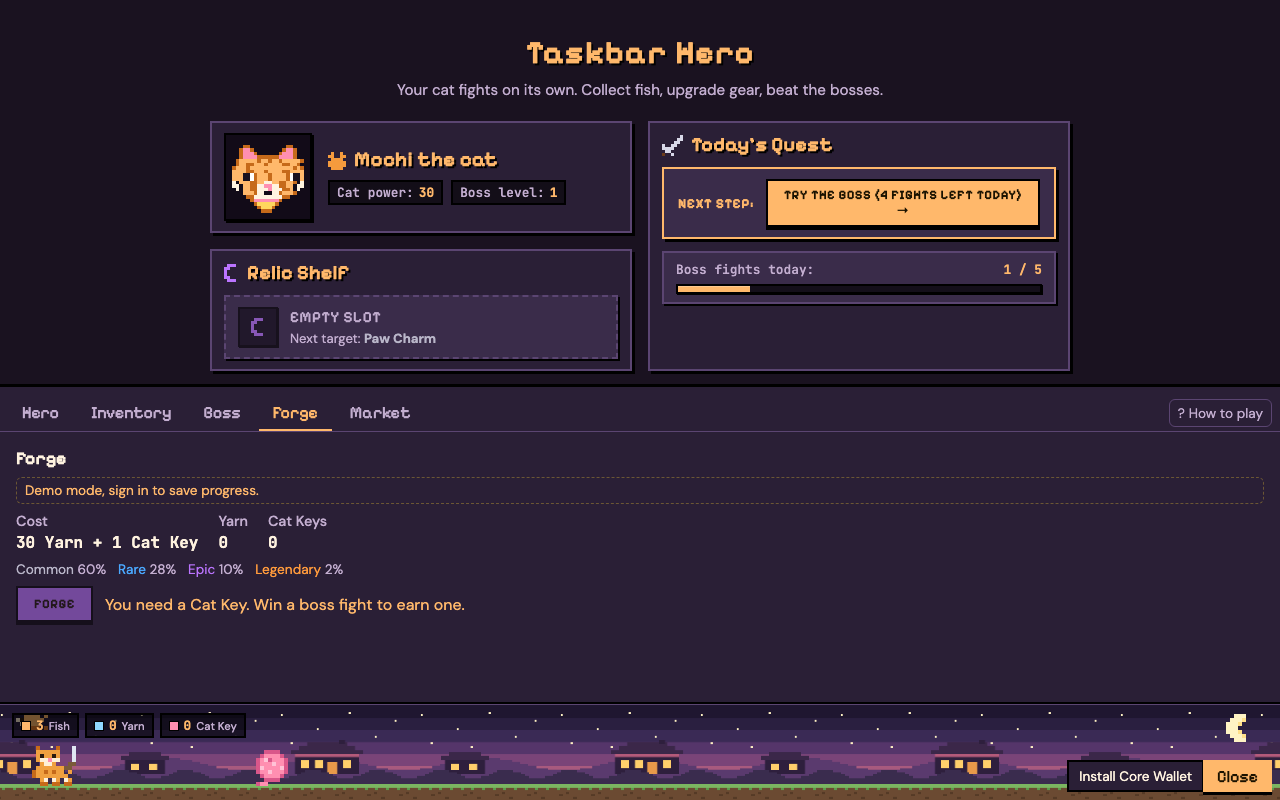 Taskbar Hero
Your cat fights on its own. Collect fish, upgrade gear, beat the bosses.
Mochi the cat
Cat power: 30
Boss level: 1
Relic Shelf
EMPTY SLOT
Next target: Paw Charm
Today's Quest
NEXT STEP:
TRY THE BOSS (4 FIGHTS LEFT TODAY)
→
Boss fights today: 1 / 5
Hero Inventory Boss Forge Market
? How to play
Forge
Demo mode, sign in to save progress.
Cost Yarn Cat Keys
30 Yarn + 1 Cat Key 0 0
Common 60% Rare 28% Epic 10% Legendary 2%
FORGE
You need a Cat Key. Win a boss fight to earn one.
3 Fish
0 Yarn
0 Cat Key
Install Core Wallet
Close